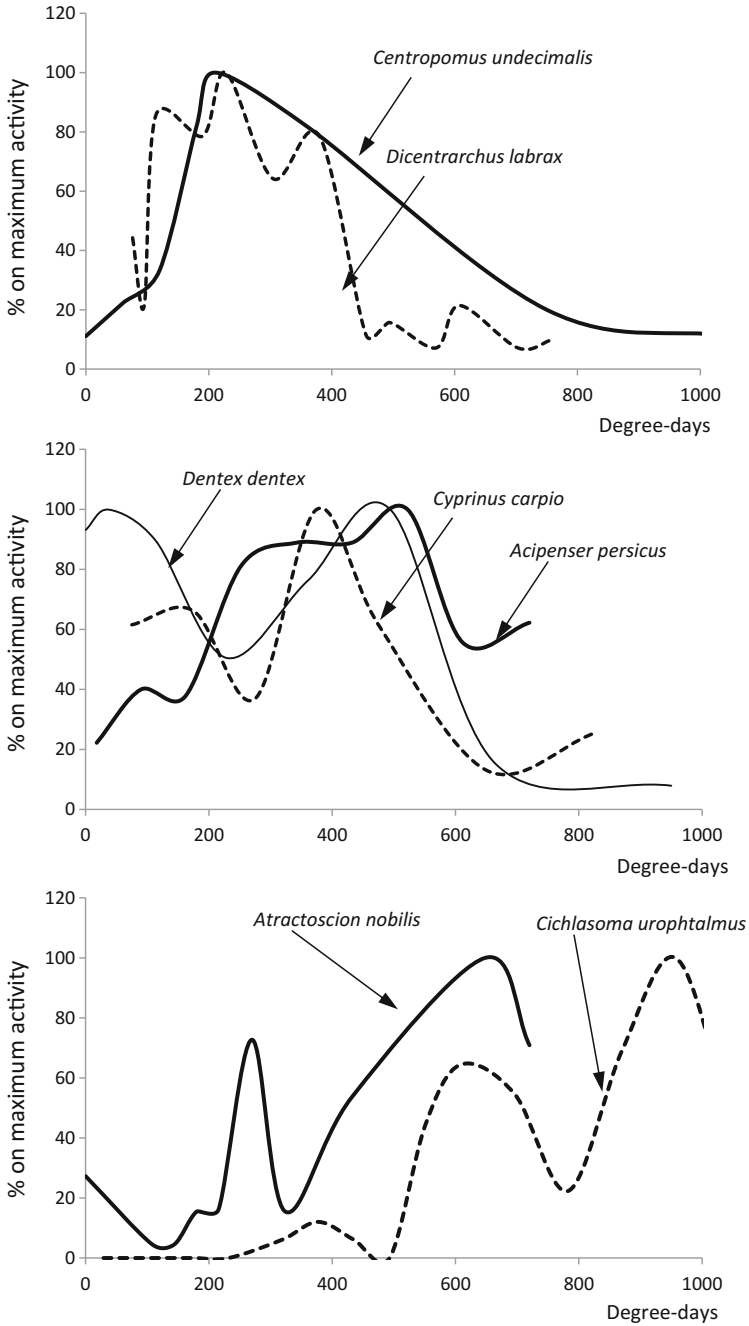 120
100
80
60
40
20
0
% on maximum activity
Centropomus undecimalis
Dicentrarchus labrax
0 200 400 600 800 1000
Degree-days
120
100
80
60
40
20
0
% on maximum activity
Dentex dentex
Cyprinus carpio
Acipenser persicus
0 200 400 600 800 1000
Degree-days
120
100
80
60
40
20
0
% on maximum activity
Atractoscion nobilis
Cichlasoma urophtalmus
0 200 400 600 800 1000
Degree-days